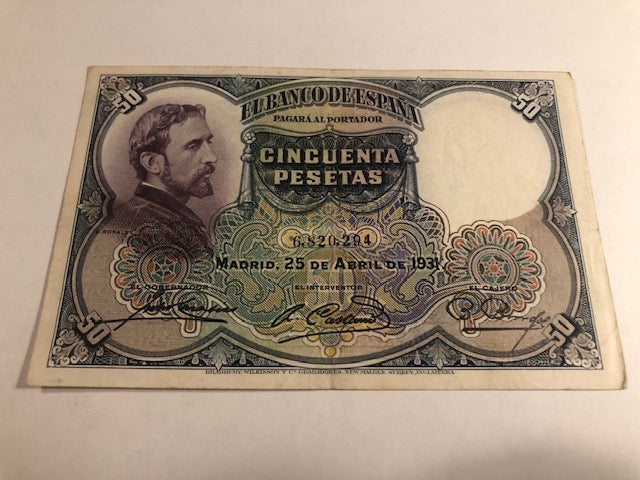 50
50
EL BANCO DE ESPAÑA
PAGARÁ AL PORTADOR
CINCUENTA
PESETAS
E. ROSALES
6.820,294
MADRID, 25 DE ABRIL DE 1931
EL GOBERNADOR
EL INTERVENTOR
EL CAJERO
50
50
BRADBURY, WILKINSON Y Cª GRABADORES NEW MALDEN, SURREY, INGLATERRA